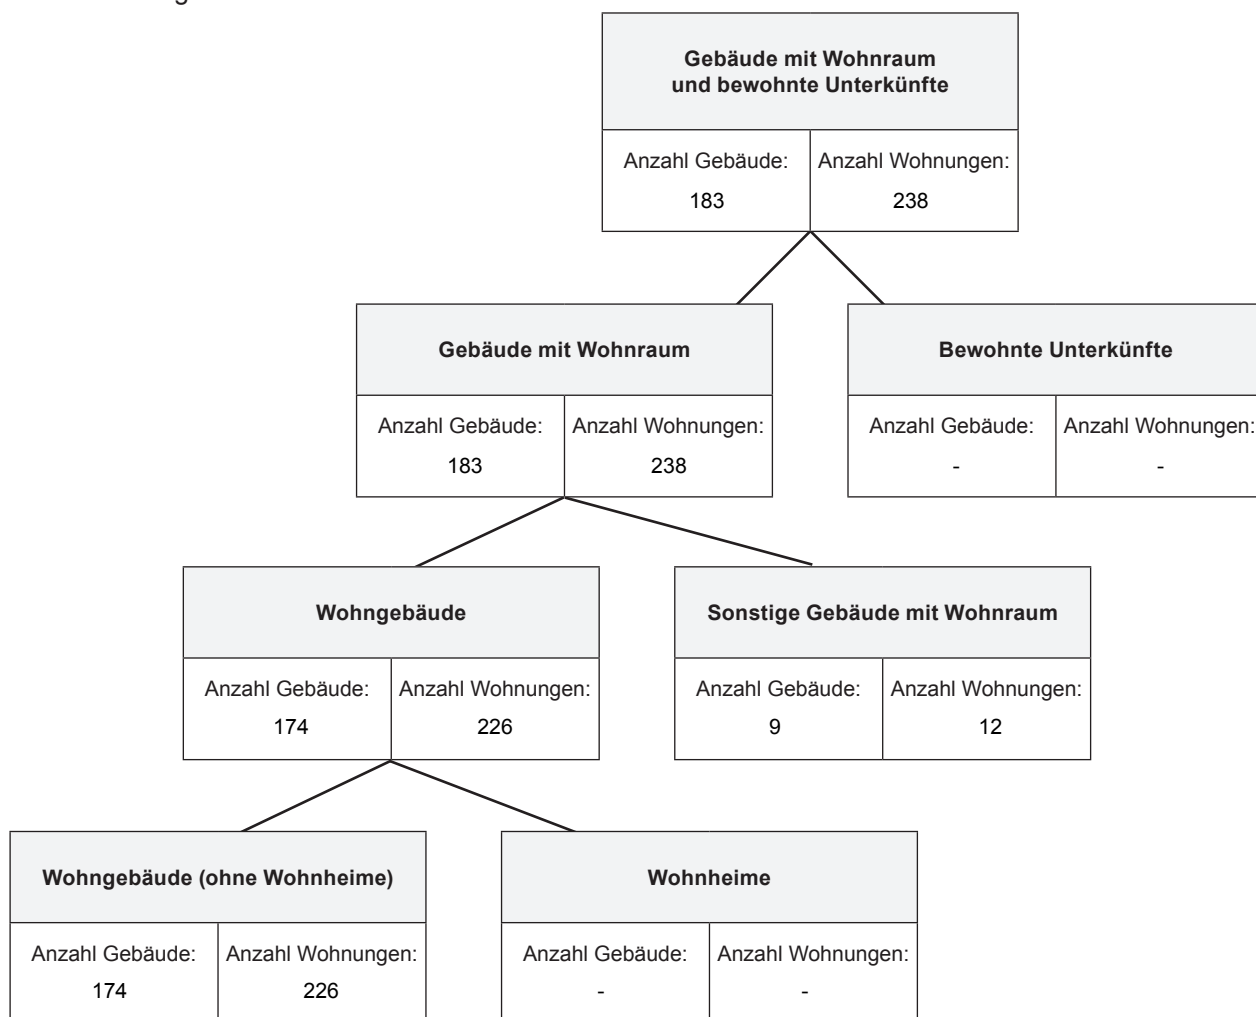 Gebäude mit Wohnraum
und bewohnte Unterkünfte
Anzahl Gebäude: Anzahl Wohnungen:
183 238
Gebäude mit Wohnraum
Bewohnte Unterkünfte
Anzahl Gebäude: Anzahl Wohnungen:
183 238
Anzahl Gebäude: Anzahl Wohnungen:
- -
Wohngebäude
Sonstige Gebäude mit Wohnraum
Anzahl Gebäude: Anzahl Wohnungen:
174 226
Anzahl Gebäude: Anzahl Wohnungen:
9 12
Wohngebäude (ohne Wohnheime)
Wohnheime
Anzahl Gebäude: Anzahl Wohnungen:
174 226
Anzahl Gebäude: Anzahl Wohnungen:
- -